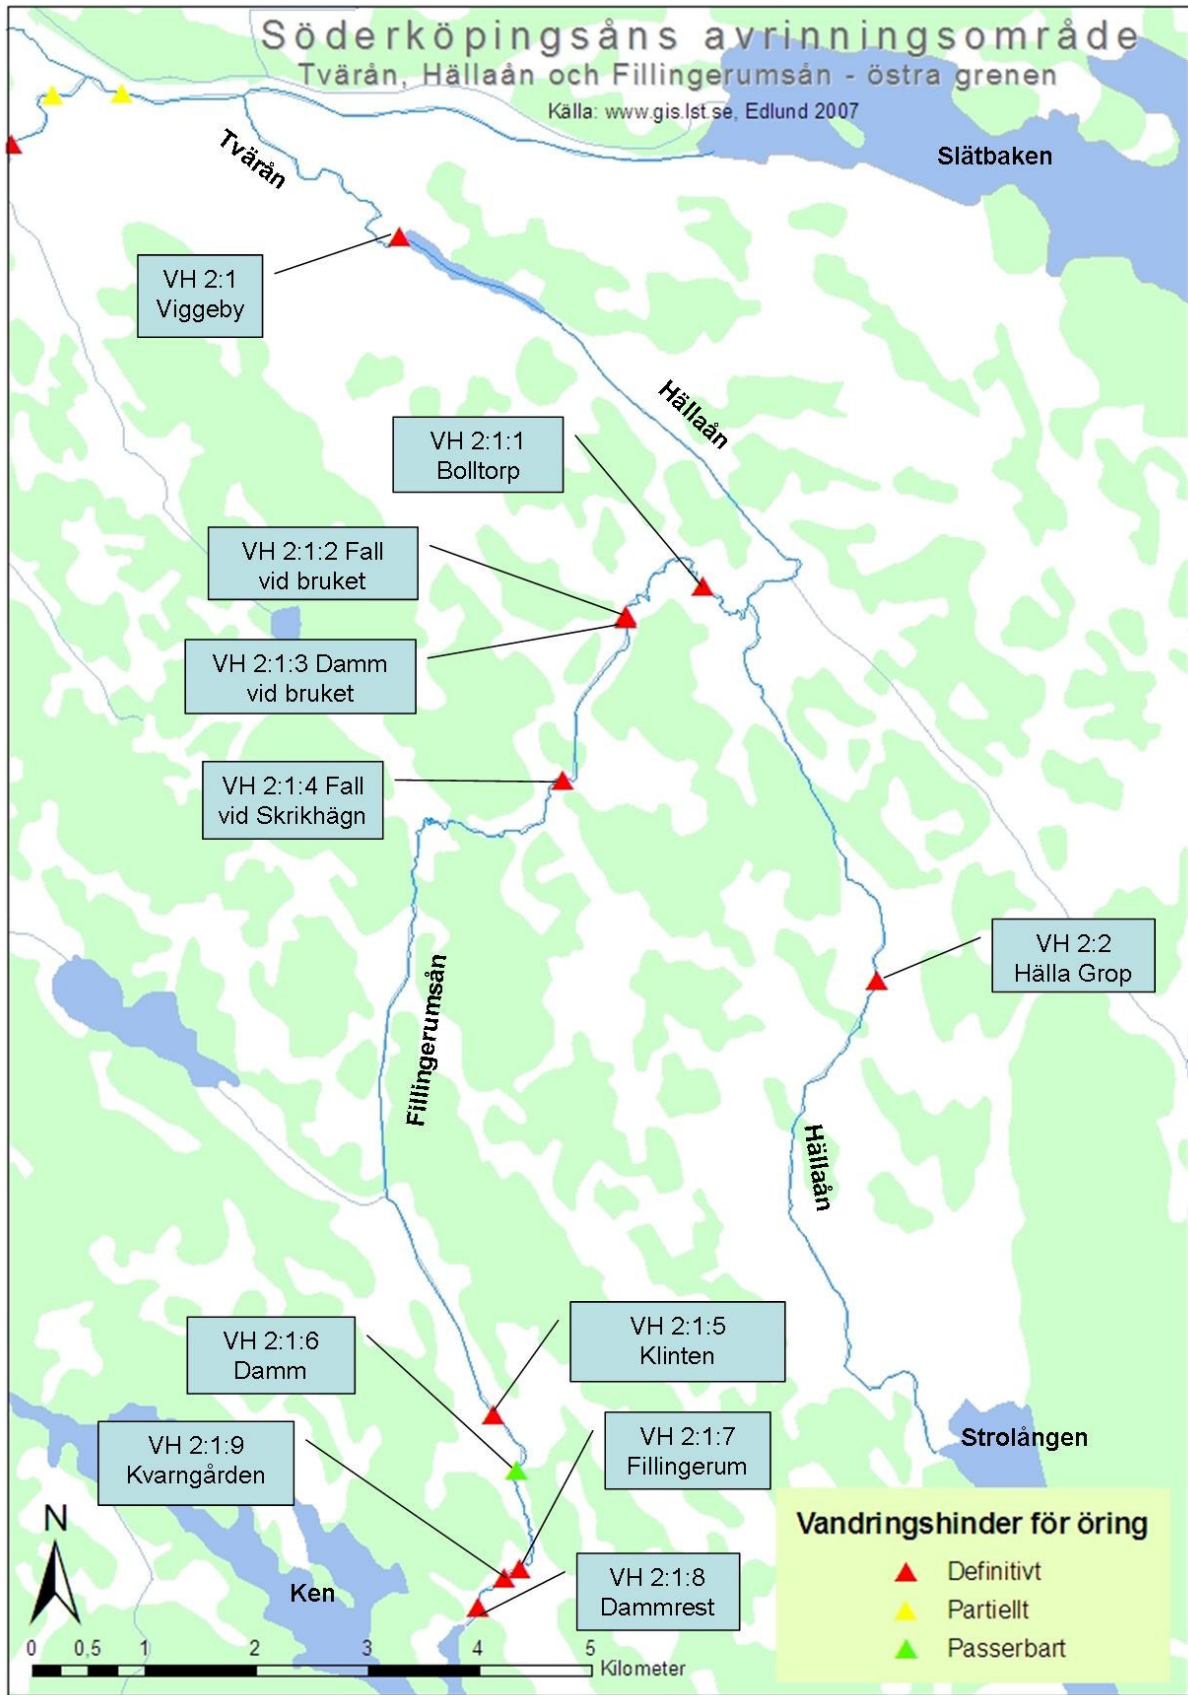 Söderköpingsåns avrinningsområde
Tvärån, Hällaån och Fillingerumsån - östra grenen
Källa: www.gis.lst.se, Edlund 2007
Slätbaken
Tvärån
VH 2:1
Viggeby
Hällaån
VH 2:1:1
Bolltorp
VH 2:1:2 Fall
vid bruket
VH 2:1:3 Damm
vid bruket
VH 2:1:4 Fall
vid Skrikhägn
VH 2:2
Hälla Grop
Fillingerumsån
Hällaån
VH 2:1:5
Klinten
VH 2:1:6
Damm
VH 2:1:9
Kvarngården
VH 2:1:7
Fillingerum
Strolången
VH 2:1:8
Dammrest
Ken
N
0 0,5 1 2 3 4 5
Kilometer
Vandringshinder för öring
Definitivt
Partiellt
Passerbart